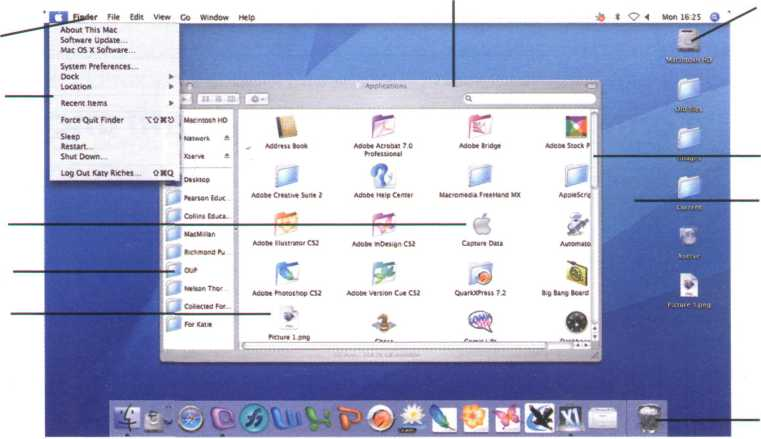 Finder File Edit View Go Window Help
Mon 16:25
About This Mac
Software Update...
Mac OS X Software...
System Preferences...
Dock
Location
Recent Items
Force Quit Finder ⌥⇧⌘⎋
Sleep
Restart...
Shut Down...
Log Out Katy Riches... ⇧⌘Q
Applications
Macintosh HD
Network
Xserve
Desktop
Pearson Educ...
Collins Educa...
MacMillan
Richmond Pu...
OUP
Nelson Thor...
Collected For...
For Katie
Address Book
Adobe Acrobat 7.0
Professional
Adobe Bridge
Adobe Stock P
Adobe Creative Suite 2
Adobe Help Center
Macromedia FreeHand MX
AppleScrip
Adobe Illustrator CS2
Adobe InDesign CS2
Capture Data
Automato
Adobe Photoshop CS2
Adobe Version Cue CS2
QuarkXPress 7.2
Big Bang Board
Picture 1.png
Chess
Comic Life
Dashboar
Macintosh HD
Old files
Images
Current
Xserve
Picture 1.png